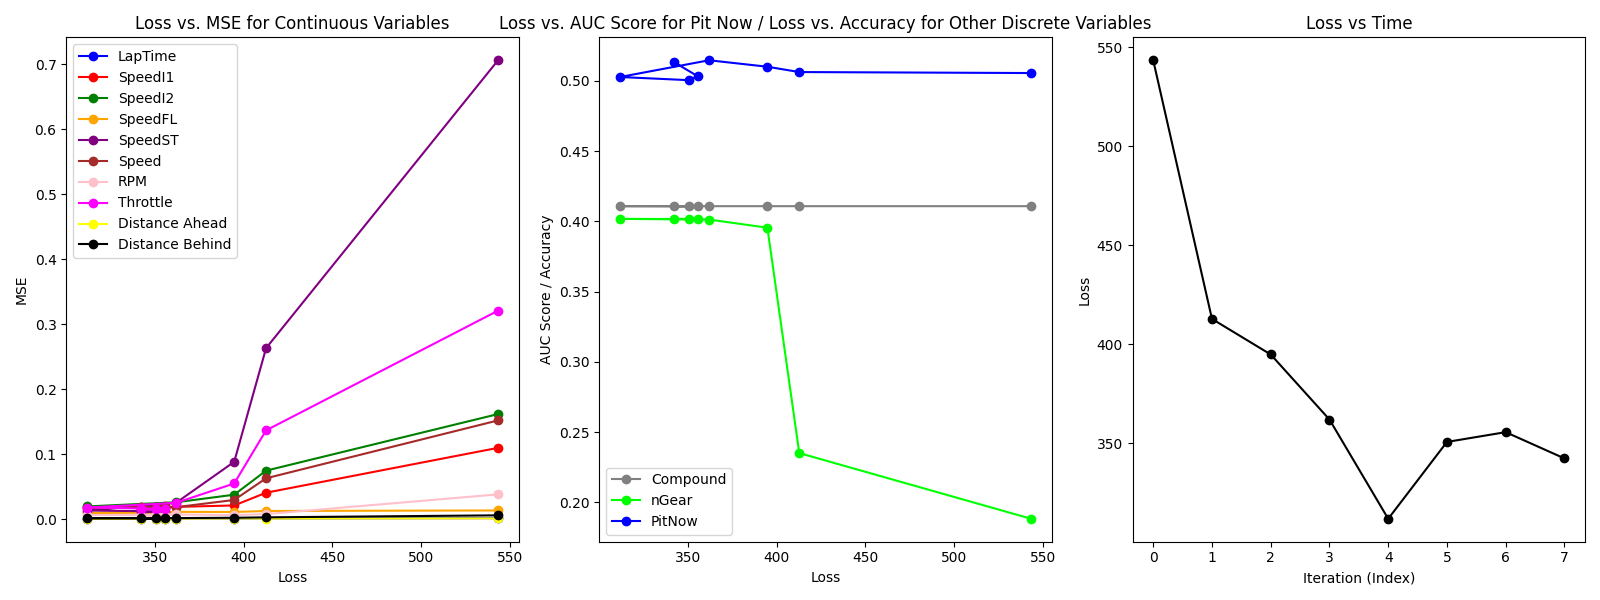 Loss vs. MSE for Continuous Variables
MSE
0.7
0.6
0.5
0.4
0.3
0.2
0.1
0.0
LapTime
SpeedI1
SpeedI2
SpeedFL
SpeedST
Speed
RPM
Throttle
Distance Ahead
Distance Behind
350 400 450 500 550
Loss
Loss vs. AUC Score for Pit Now / Loss vs. Accuracy for Other Discrete Variables
AUC Score / Accuracy
0.50
0.45
0.40
0.35
0.30
0.25
0.20
Compound
nGear
PitNow
350 400 450 500 550
Loss
Loss vs Time
Loss
550
500
450
400
350
0 1 2 3 4 5 6 7
Iteration (Index)